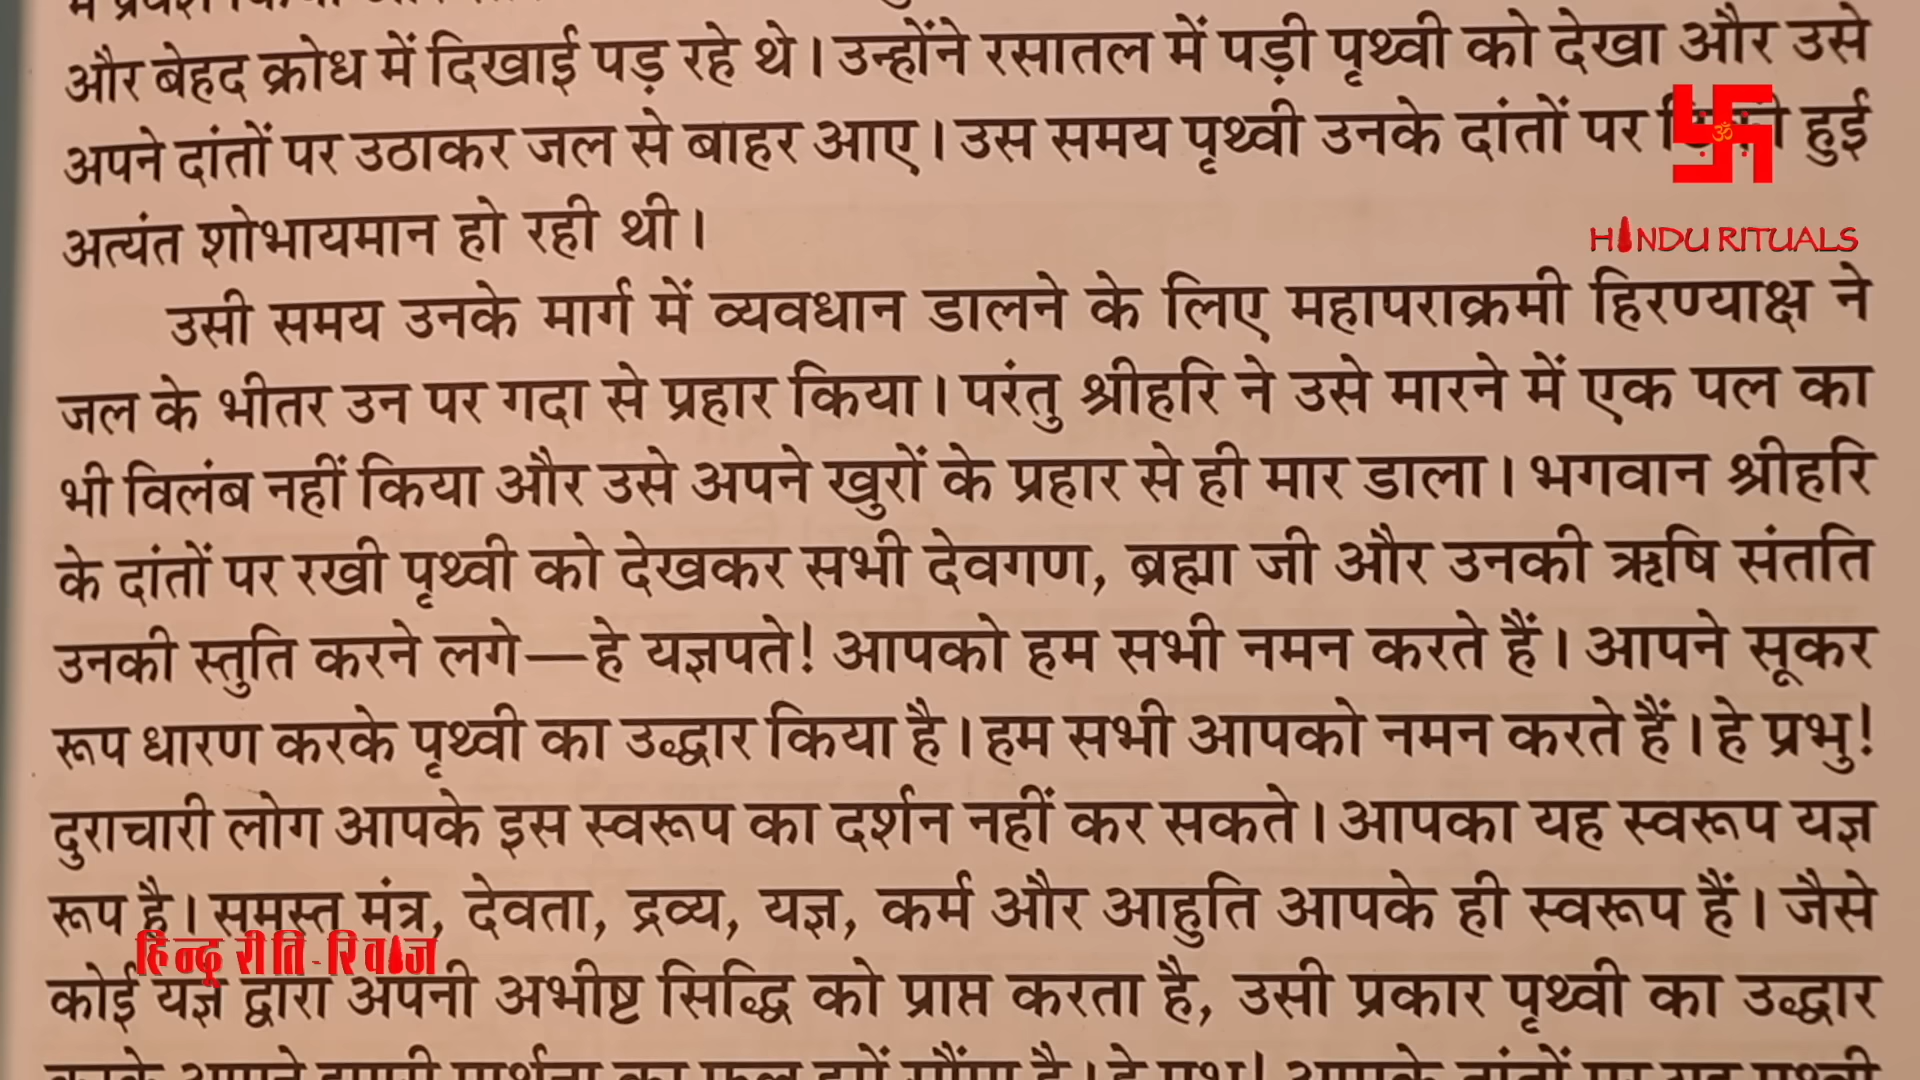 और बेहद क्रोध में दिखाई पड़ रहे थे। उन्होंने रसातल में पड़ी पृथ्वी को देखा और उसे
अपने दांतों पर उठाकर जल से बाहर आए। उस समय पृथ्वी उनके दांतों पर हुई
अत्यंत शोभायमान हो रही थी।
HINDU RITUALS
उसी समय उनके मार्ग में व्यवधान डालने के लिए महापराक्रमी हिरण्याक्ष ने
जल के भीतर उन पर गदा से प्रहार किया। परंतु श्रीहरि ने उसे मारने में एक पल का
भी विलंब नहीं किया और उसे अपने खुरों के प्रहार से ही मार डाला। भगवान श्रीहरि
के दांतों पर रखी पृथ्वी को देखकर सभी देवगण, ब्रह्मा जी और उनकी ऋषि संतति
उनकी स्तुति करने लगे—हे यज्ञपते! आपको हम सभी नमन करते हैं। आपने सूकर
रूप धारण करके पृथ्वी का उद्धार किया है। हम सभी आपको नमन करते हैं। हे प्रभु!
दुराचारी लोग आपके इस स्वरूप का दर्शन नहीं कर सकते। आपका यह स्वरूप यज्ञ
रूप है। समस्त मंत्र, देवता, द्रव्य, यज्ञ, कर्म और आहुति आपके ही स्वरूप हैं। जैसे
हिन्दू रीति-रिवाज
कोई यज्ञ द्वारा अपनी अभीष्ट सिद्धि को प्राप्त करता है, उसी प्रकार पृथ्वी का उद्धार